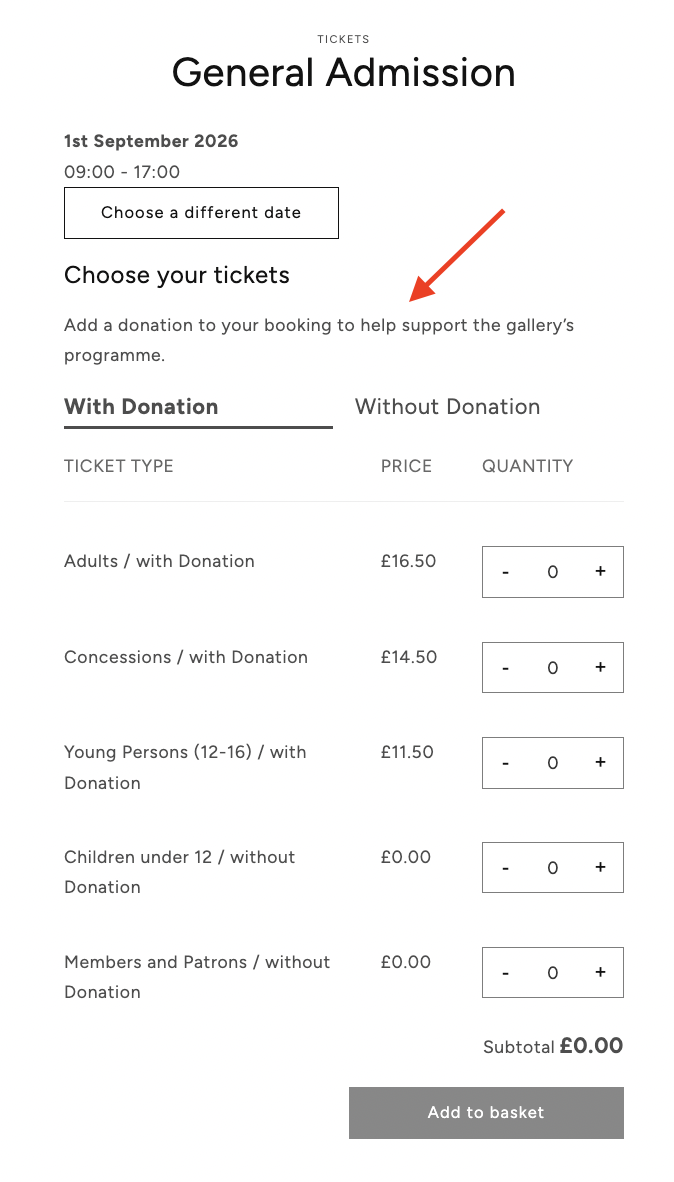 TICKETS
General Admission
1st September 2026
09:00 - 17:00
Choose a different date
Choose your tickets
Add a donation to your booking to help support the gallery’s
programme.
With Donation Without Donation
TICKET TYPE PRICE QUANTITY
Adults / with Donation £16.50 - 0 +
Concessions / with Donation £14.50 - 0 +
Young Persons (12-16) / with £11.50 - 0 +
Donation
Children under 12 / without £0.00 - 0 +
Donation
Members and Patrons / without £0.00 - 0 +
Donation
Subtotal £0.00
Add to basket